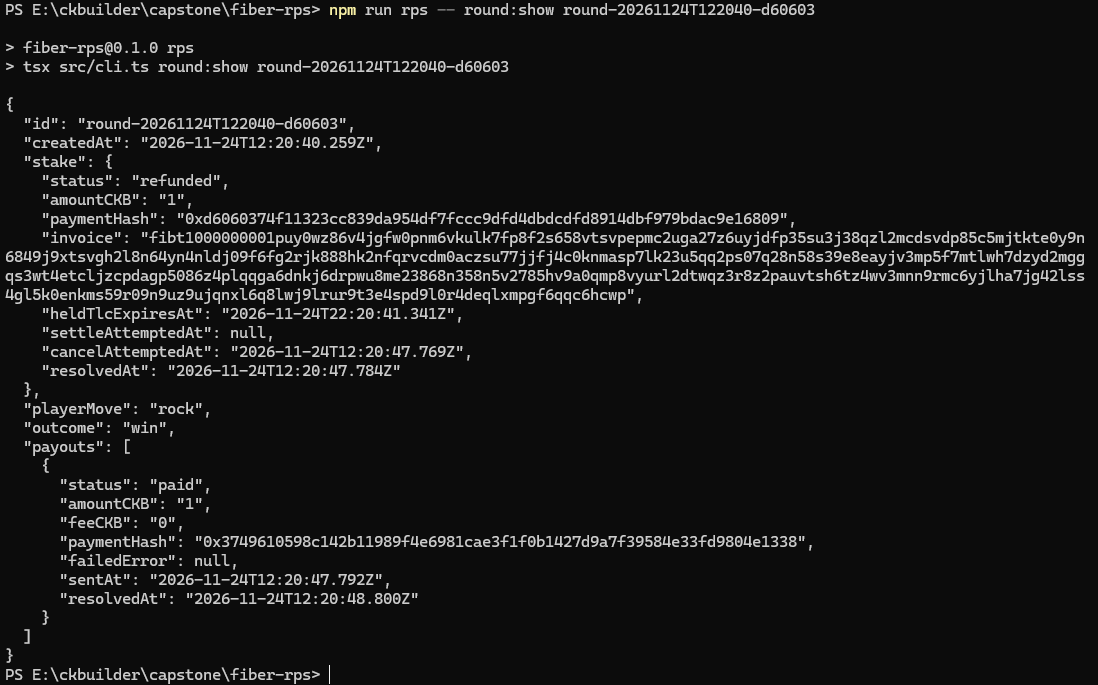 PS E:\ckbuilder\capstone\fiber-rps> npm run rps -- round:show round-20261124T122040-d60603
> fiber-rps@0.1.0 rps
> tsx src/cli.ts round:show round-20261124T122040-d60603
{
  "id": "round-20261124T122040-d60603",
  "createdAt": "2026-11-24T12:20:40.259Z",
  "stake": {
    "status": "refunded",
    "amountCKB": "1",
    "paymentHash": "0xd6060374f11323cc839da954df7fccc9dfd4dbdcdfd8914dbf979bdac9e16809",
    "invoice": "fibt1000000001puy0wz86v4jgfw0pnm6vkulk7fp8f2s658vtsvpepmc2uga27z6uyjdfp35su3j38qzl2mcdsvdp85c5mjtkte0y9n
6849j9xtsvgh2l8n64yn4nldj09f6fg2rjk888hk2nfqrvcdm0aczsu77jjfj4c0knmasp7lk23u5qq2ps07q28n58s39e8eayjv3mp5f7mtlwh7dzyd2mgg
qs3wt4etcljzcpdagp5086z4plqqga6dnkj6drpwu8me23868n358n5v2785hv9a0qmp8vyurl2dtwqz3r8z2pauvtsh6tz4wv3mnn9rmc6yjlha7jg42lss
4gl5k0enkms59r09n9uz9ujqnxl6q8lwj9lrur9t3e4spd9l0r4deqlxmpgf6qqc6hcwp",
    "heldTlcExpiresAt": "2026-11-24T22:20:41.341Z",
    "settleAttemptedAt": null,
    "cancelAttemptedAt": "2026-11-24T12:20:47.769Z",
    "resolvedAt": "2026-11-24T12:20:47.784Z"
  },
  "playerMove": "rock",
  "outcome": "win",
  "payouts": [
    {
      "status": "paid",
      "amountCKB": "1",
      "feeCKB": "0",
      "paymentHash": "0x3749610598c142b11989f4e6981cae3f1f0b1427d9a7f39584e33fd9804e1338",
      "failedError": null,
      "sentAt": "2026-11-24T12:20:47.792Z",
      "resolvedAt": "2026-11-24T12:20:48.800Z"
    }
  ]
}
PS E:\ckbuilder\capstone\fiber-rps>